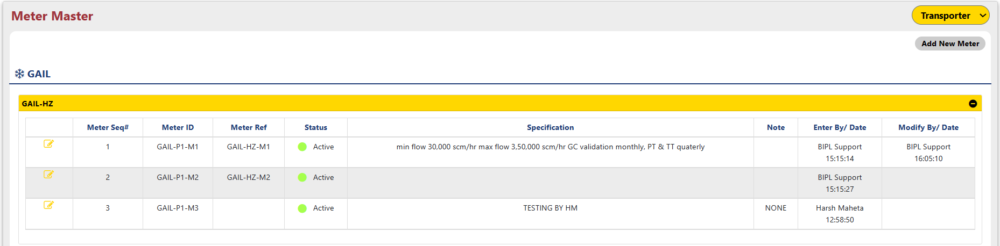 Meter Master
Transporter
Add New Meter
GAIL
GAIL-HZ
Meter Seq# Meter ID Meter Ref Status Specification Note Enter By/ Date Modify By/ Date
1 GAIL-P1-M1 GAIL-HZ-M1 Active min flow 30,000 scm/hr max flow 3,50,000 scm/hr GC validation monthly, PT & TT quaterly BIPL Support BIPL Support
15:15:14 16:05:10
2 GAIL-P1-M2 GAIL-HZ-M2 Active BIPL Support
15:15:27
3 GAIL-P1-M3 Active TESTING BY HM NONE Harsh Maheta
12:58:50